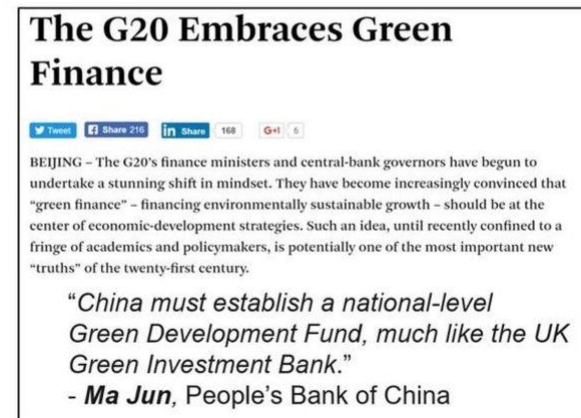 The G20 Embraces Green
Finance
Tweet Share 216 in Share 168 G+1 6
BEIJING – The G20's finance ministers and central-bank governors have begun to
undertake a stunning shift in mindset. They have become increasingly convinced that
"green finance" – financing environmentally sustainable growth – should be at the
center of economic-development strategies. Such an idea, until recently confined to a
fringe of academics and policymakers, is potentially one of the most important new
"truths" of the twenty-first century.
"China must establish a national-level
Green Development Fund, much like the UK
Green Investment Bank."
- Ma Jun, People's Bank of China